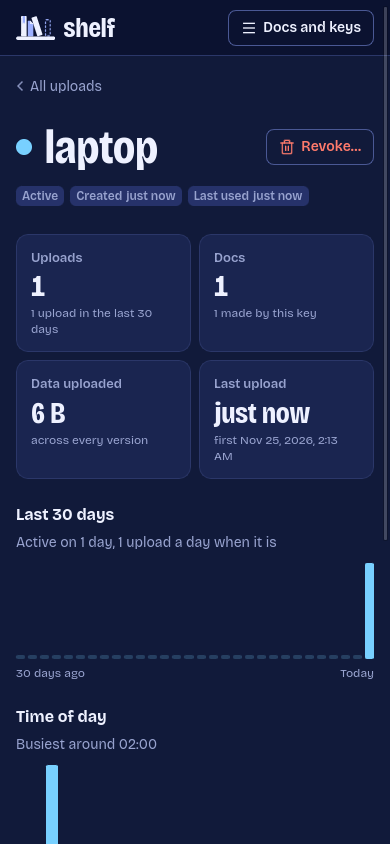 shelf
Docs and keys
All uploads
laptop
Revoke...
Active
Created just now
Last used just now
Uploads
1
1 upload in the last 30
days
Docs
1
1 made by this key
Data uploaded
6 B
across every version
Last upload
just now
first Nov 25, 2026, 2:13
AM
Last 30 days
Active on 1 day, 1 upload a day when it is
30 days ago
Today
Time of day
Busiest around 02:00